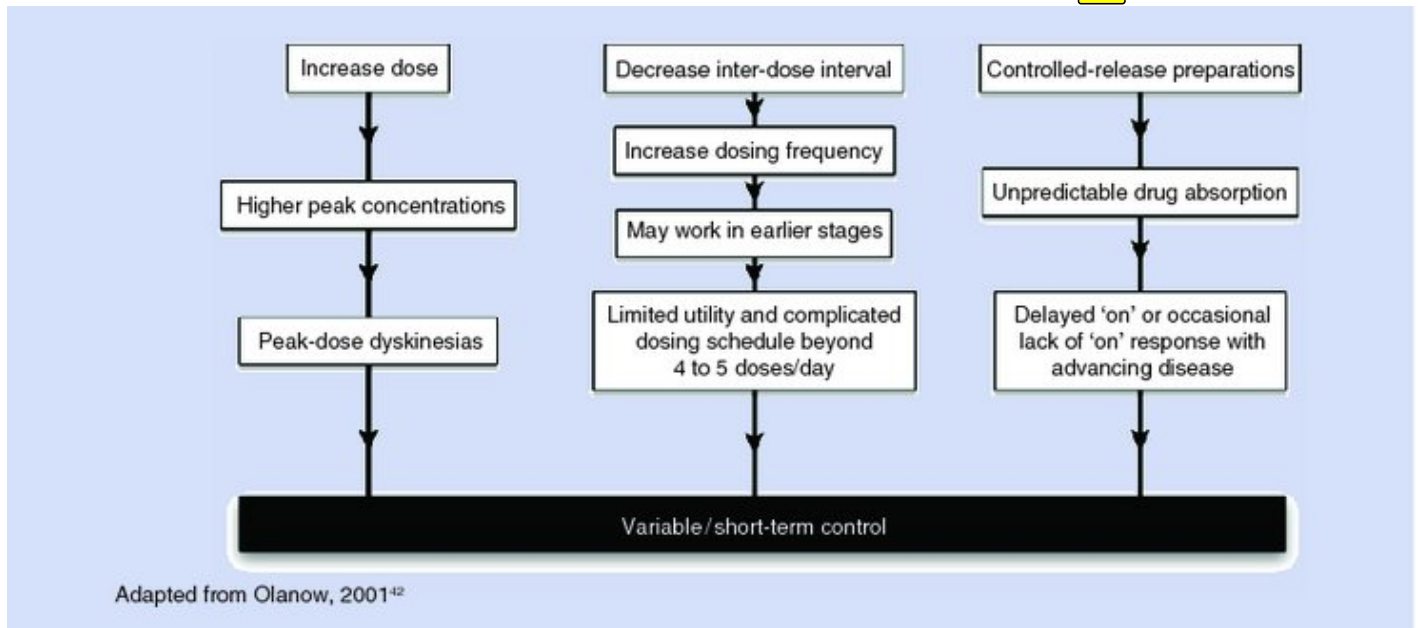 Increase dose
Higher peak concentrations
Peak-dose dyskinesias
Decrease inter-dose interval
Increase dosing frequency
May work in earlier stages
Limited utility and complicated
dosing schedule beyond
4 to 5 doses/day
Controlled-release preparations
Unpredictable drug absorption
Delayed ‘on’ or occasional
lack of ‘on’ response with
advancing disease
Variable/short-term control
Adapted from Olanow, 2001⁴²